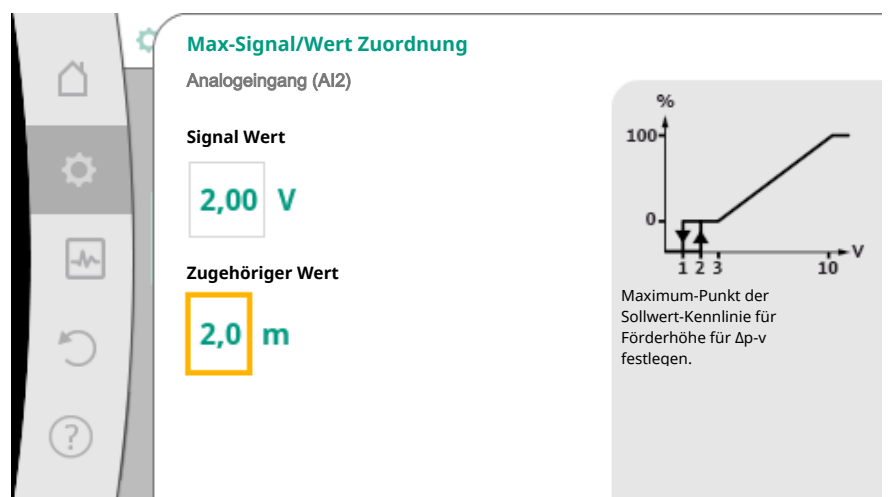 Max-Signal/Wert Zuordnung
Analogeingang (AI2)
Signal Wert
2,00 V
Zugehöriger Wert
2,0 m
%
100
0
1 2 3 10 V
Maximum-Punkt der
Sollwert-Kennlinie für
Förderhöhe für Δp-v
festlegen.
?